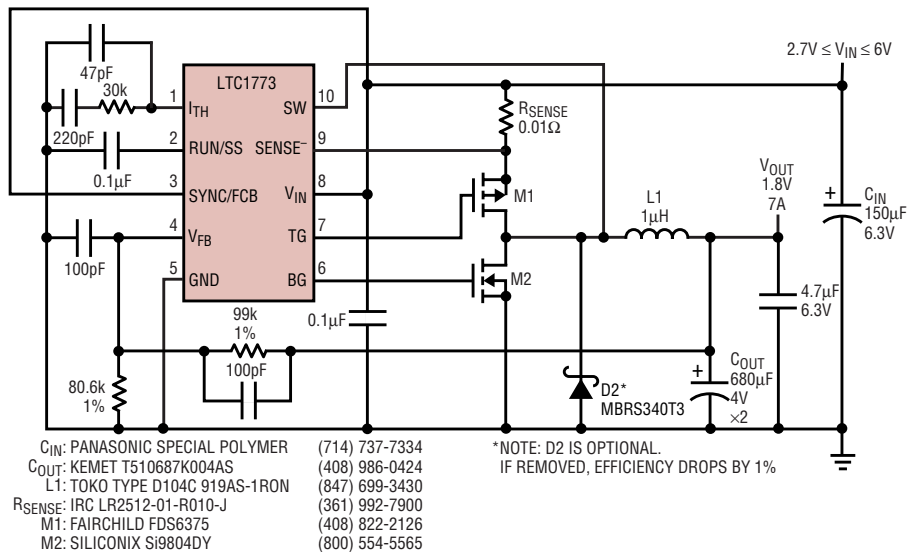 47pF
30k
220pF
0.1µF
100pF
LTC1773
1
ITH
2
RUN/SS
3
SYNC/FCB
4
VFB
5
GND
10
SW
9
SENSE–
8
VIN
7
TG
6
BG
RSENSE
0.01Ω
M1
M2
2.7V ≤ VIN ≤ 6V
L1
1µH
VOUT
1.8V
7A
+
CIN
150µF
6.3V
4.7µF
6.3V
0.1µF
99k
1%
100pF
80.6k
1%
D2*
MBRS340T3
+
COUT
680µF
4V
×2
CIN: PANASONIC SPECIAL POLYMER (714) 737-7334
COUT: KEMET T510687K004AS (408) 986-0424
L1: TOKO TYPE D104C 919AS-1RON (847) 699-3430
RSENSE: IRC LR2512-01-R010-J (361) 992-7900
M1: FAIRCHILD FDS6375 (408) 822-2126
M2: SILICONIX Si9804DY (800) 554-5565
*NOTE: D2 IS OPTIONAL.
IF REMOVED, EFFICIENCY DROPS BY 1%